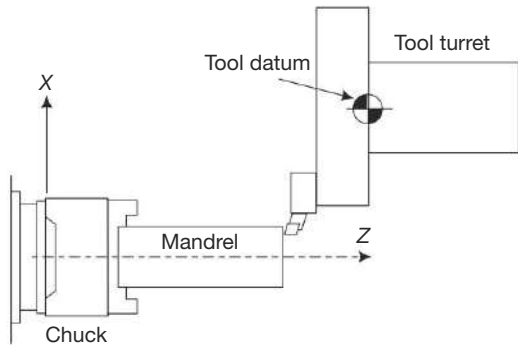 Tool turret
Tool datum
X
Mandrel
Z
Chuck